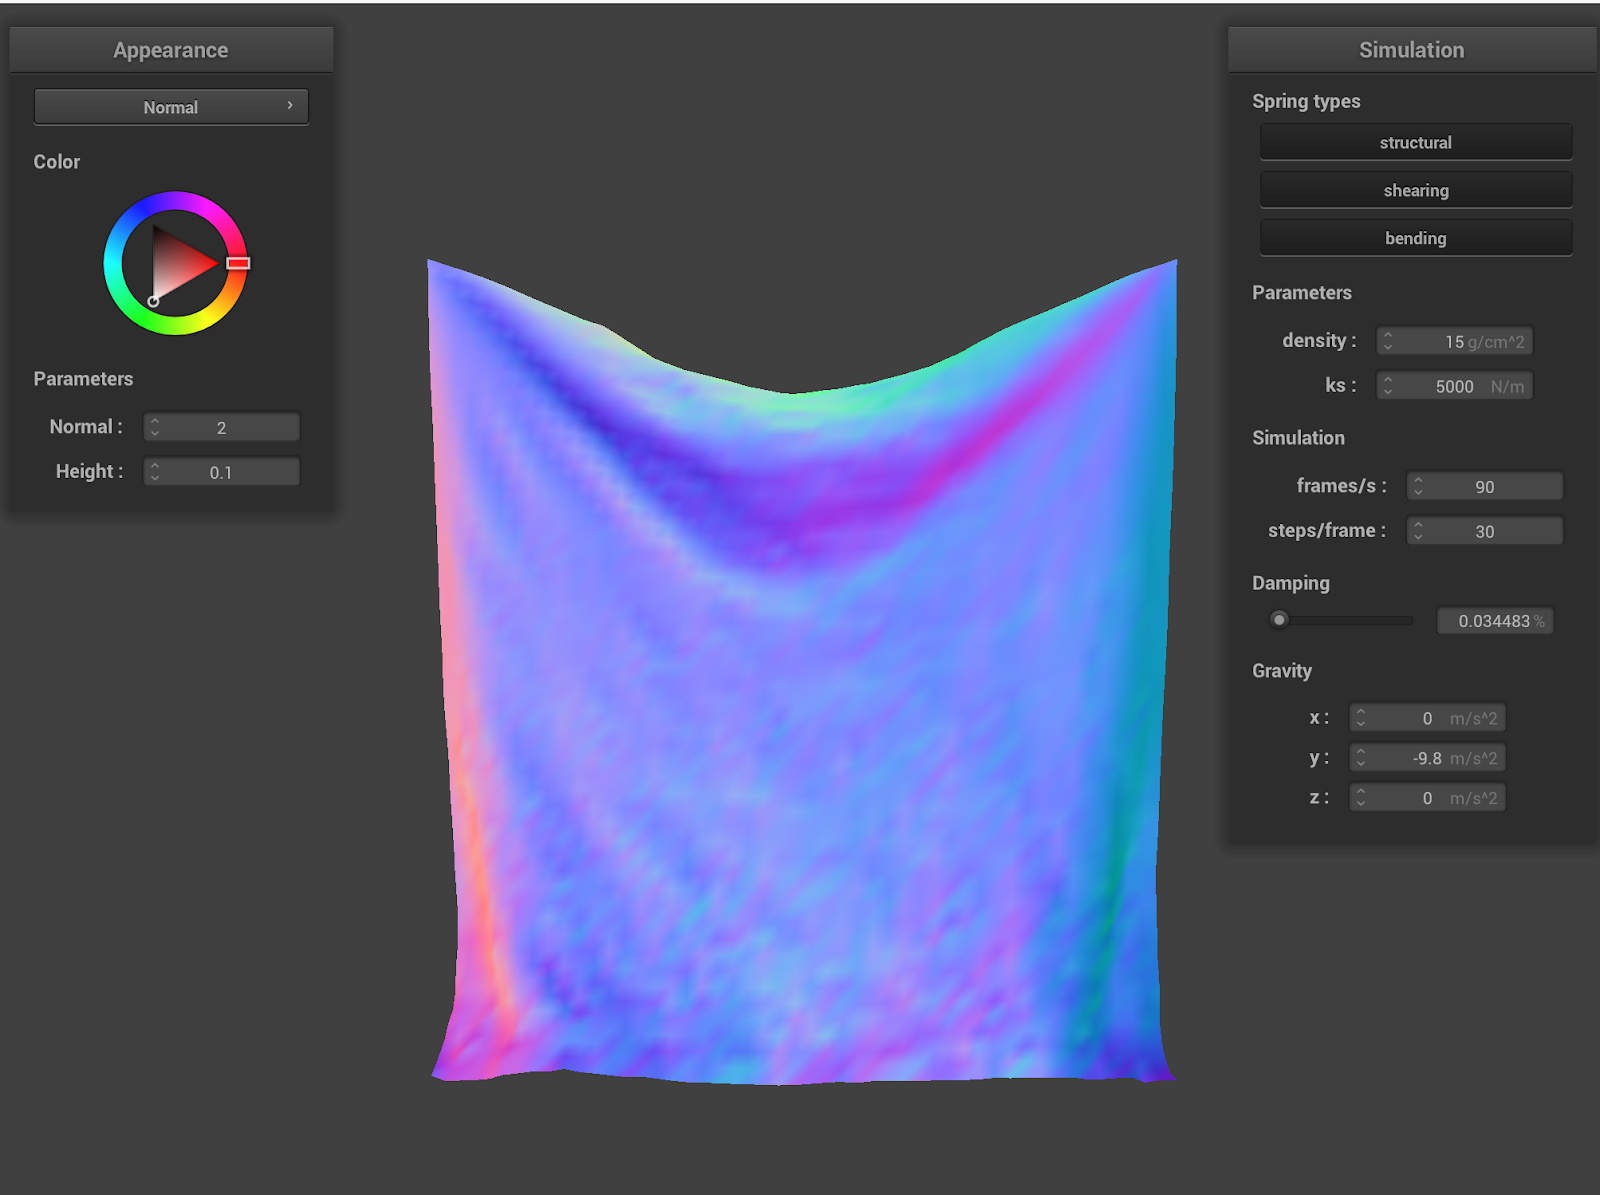 Appearance
Normal
Color
Parameters
Normal : 2
Height : 0.1
Simulation
Spring types
structural
shearing
bending
Parameters
density : 15 g/cm^2
ks : 5000 N/m
Simulation
frames/s : 90
steps/frame : 30
Damping
0.034483 %
Gravity
x : 0 m/s^2
y : -9.8 m/s^2
z : 0 m/s^2